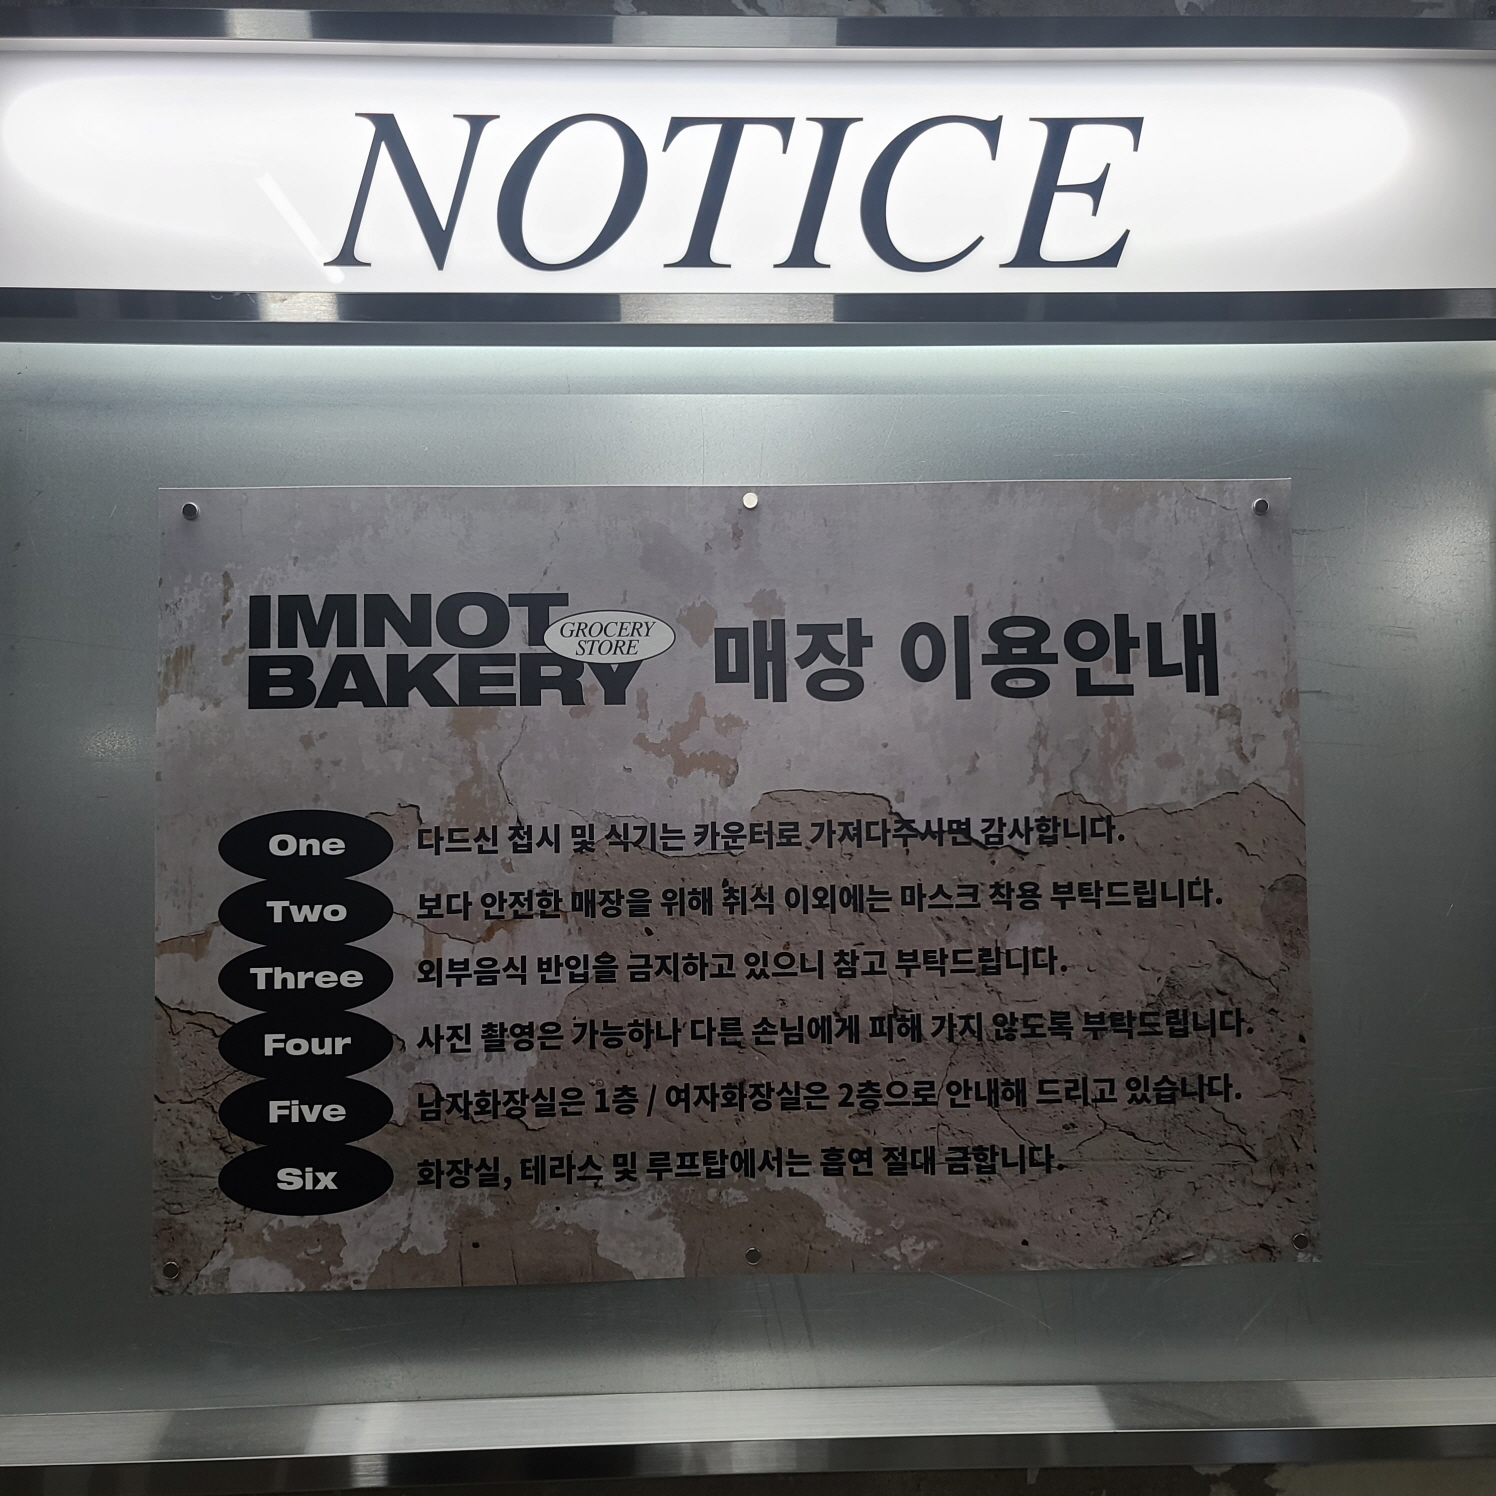 NOTICE
IMNOT
BAKERY
GROCERY
STORE
매장 이용안내
One 다드신 접시 및 식기는 카운터로 가져다주시면 감사합니다.
Two 보다 안전한 매장을 위해 취식 이외에는 마스크 착용 부탁드립니다.
Three 외부음식 반입을 금지하고 있으니 참고 부탁드립니다.
Four 사진 촬영은 가능하나 다른 손님에게 피해 가지 않도록 부탁드립니다.
Five 남자화장실은 1층 / 여자화장실은 2층으로 안내해 드리고 있습니다.
Six 화장실, 테라스 및 루프탑에서는 흡연 절대 금합니다.